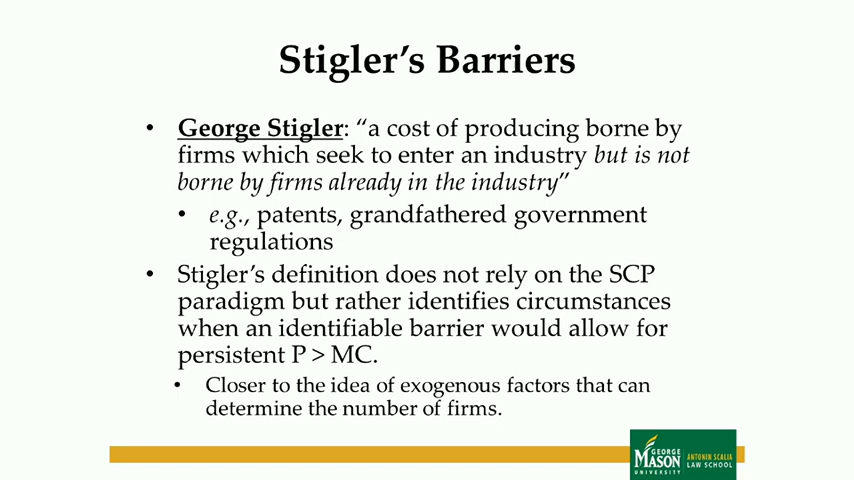 Stigler’s Barriers
• George Stigler: “a cost of producing borne by
firms which seek to enter an industry but is not
borne by firms already in the industry”
• e.g., patents, grandfathered government
regulations
• Stigler’s definition does not rely on the SCP
paradigm but rather identifies circumstances
when an identifiable barrier would allow for
persistent P > MC.
• Closer to the idea of exogenous factors that can
determine the number of firms.
GEORGE
MASON
UNIVERSITY
ANTONIN SCALIA
LAW SCHOOL